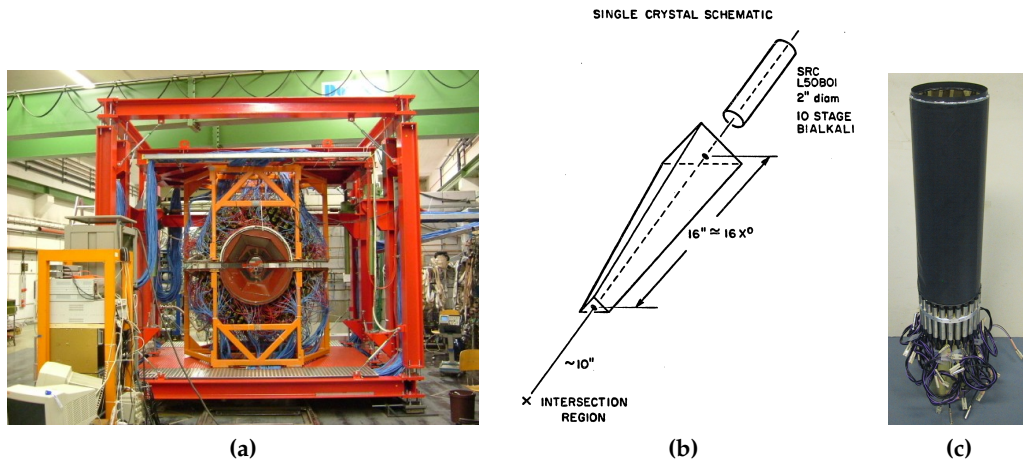 SINGLE CRYSTAL SCHEMATIC
SRC
L50B01
2" diam
10 STAGE
BIALKALI
16" ≃ 16 X⁰
~10"
× INTERSECTION
REGION
(a)
(b)
(c)